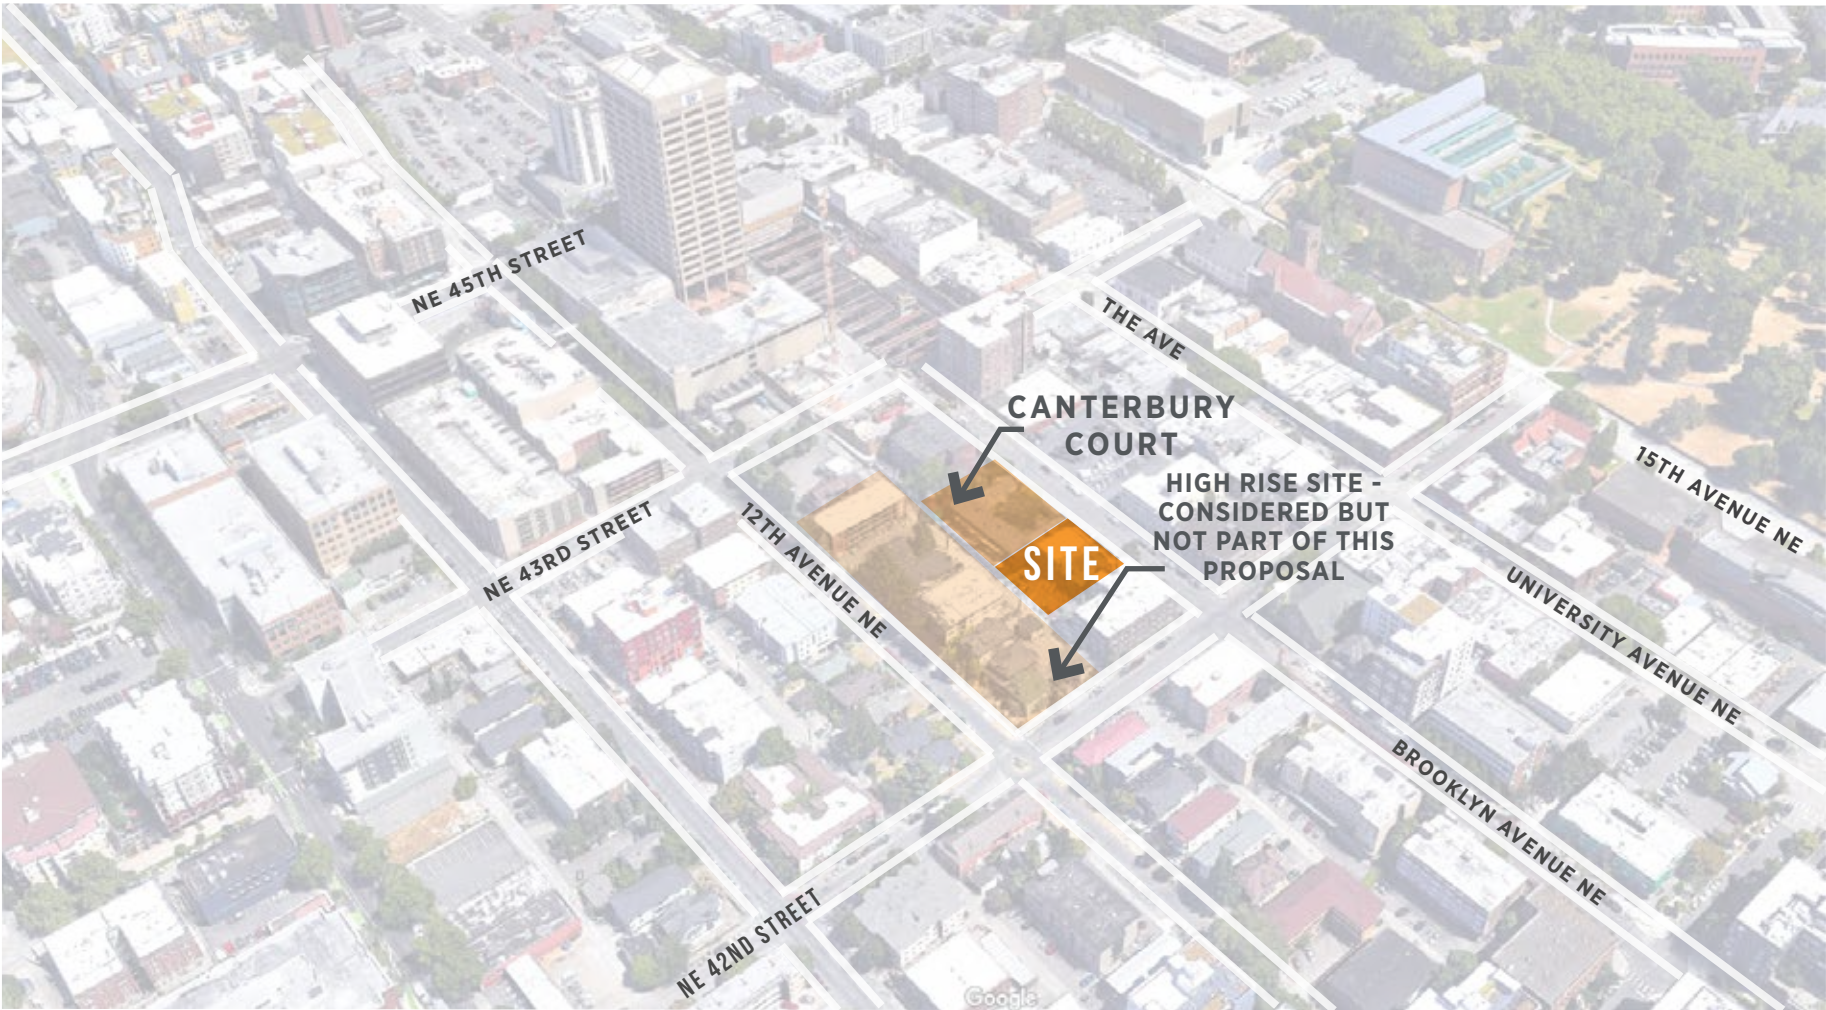 NE 45TH STREET
THE AVE
CANTERBURY
COURT
HIGH RISE SITE -
CONSIDERED BUT
NOT PART OF THIS
PROPOSAL
15TH AVENUE NE
12TH AVENUE NE
NE 43RD STREET
SITE
UNIVERSITY AVENUE NE
BROOKLYN AVENUE NE
NE 42ND STREET
Google